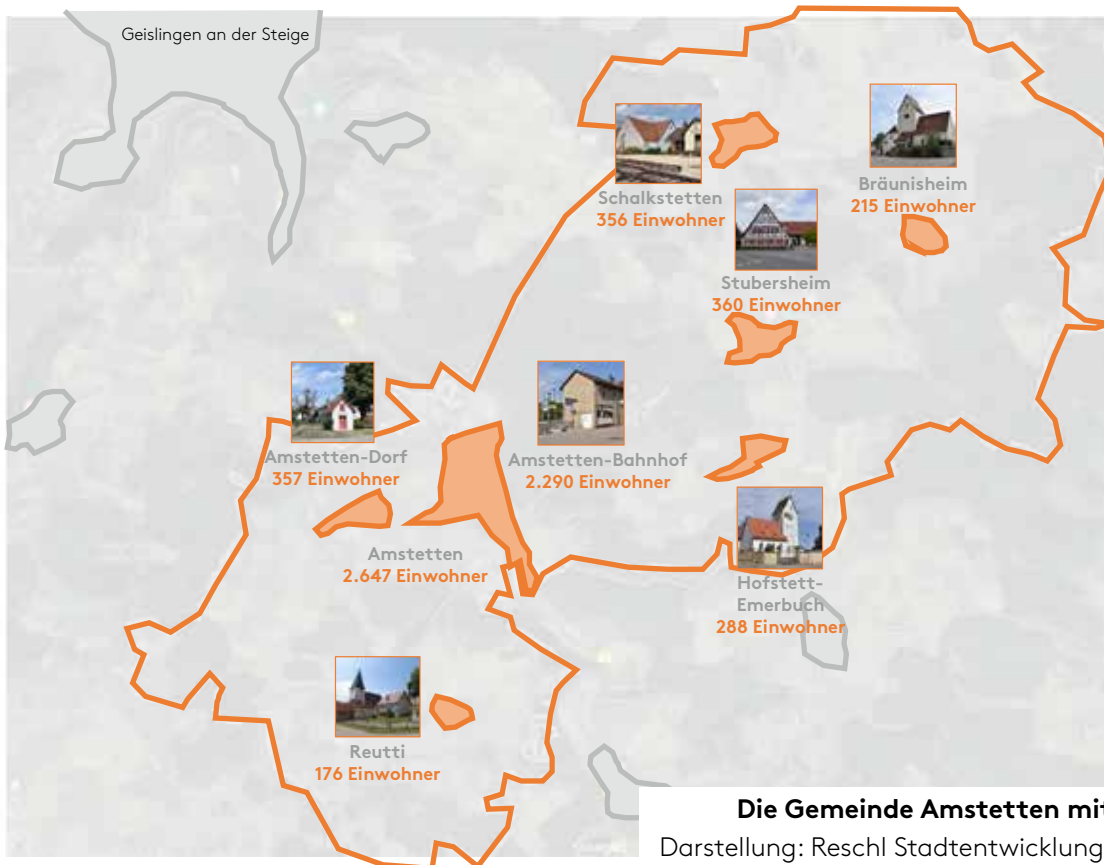 Geislingen an der Steige
Schalkstetten
356 Einwohner
Bräunisheim
215 Einwohner
Stubersheim
360 Einwohner
Amstetten-Dorf
357 Einwohner
Amstetten-Bahnhof
2.290 Einwohner
Amstetten
2.647 Einwohner
Hofstett-
Emerbuch
288 Einwohner
Reutti
176 Einwohner
Die Gemeinde Amstetten mit
Darstellung: Reschl Stadtentwicklung